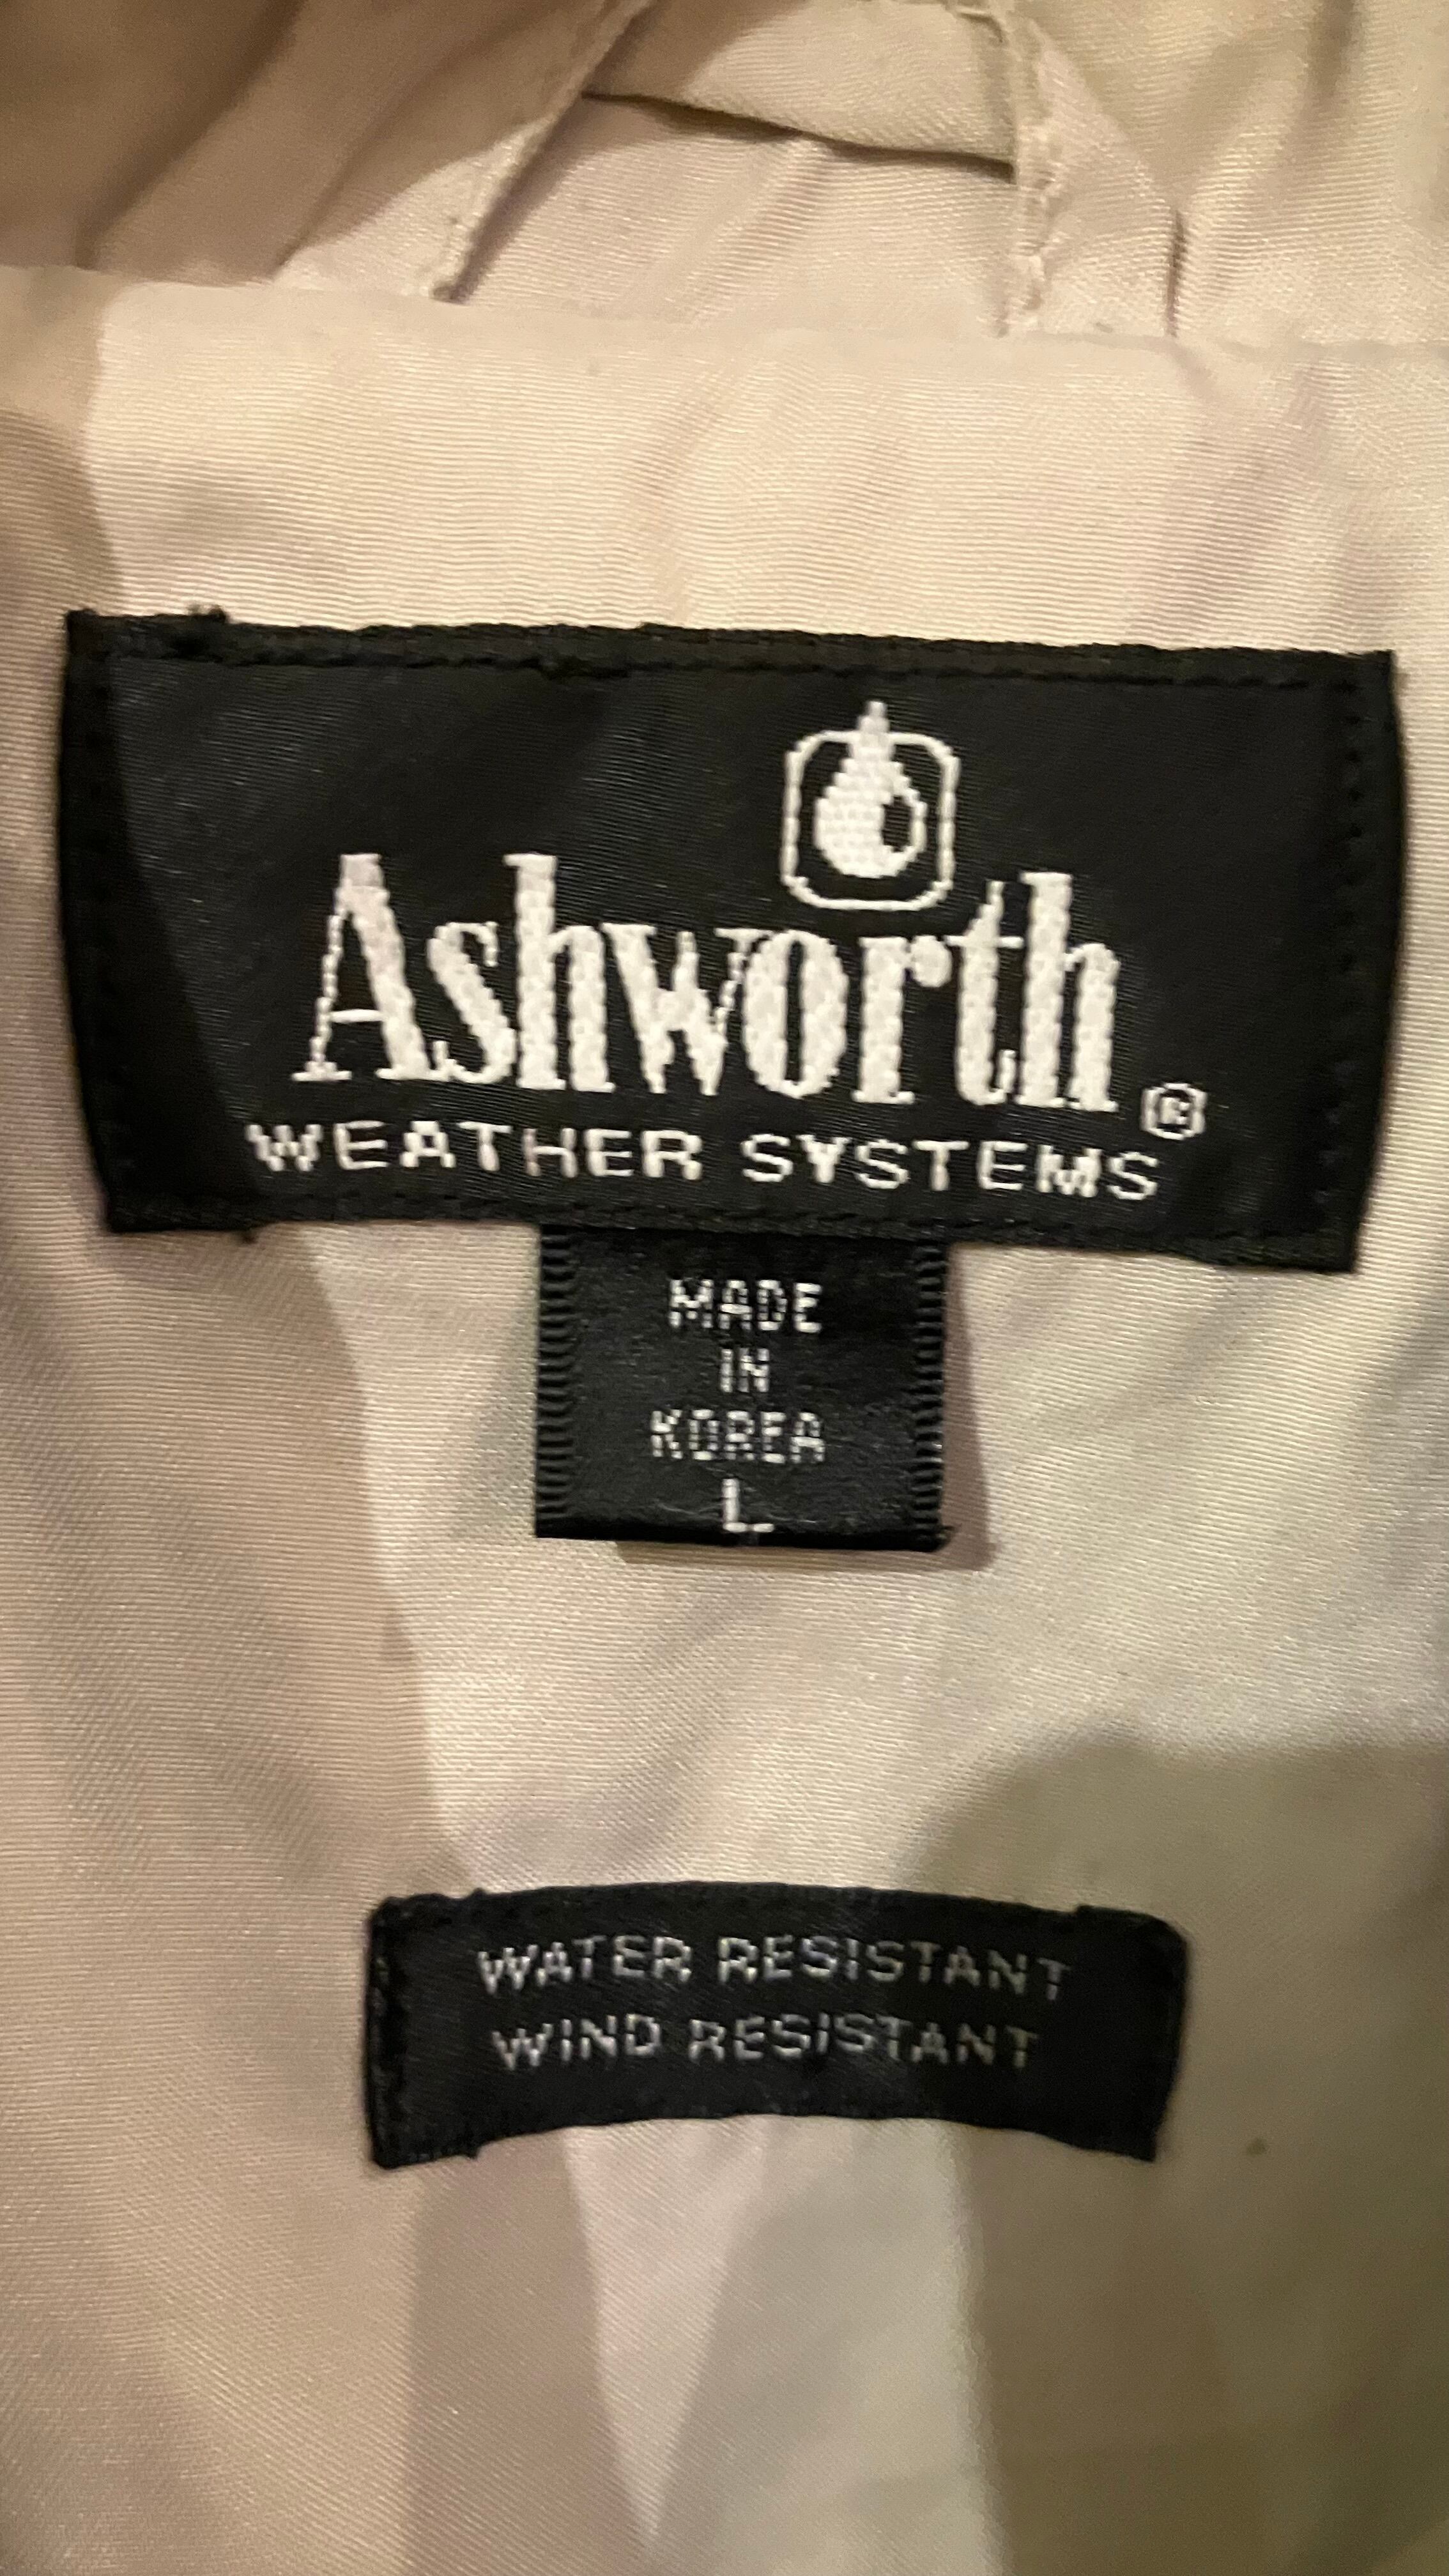 Ashworth®
WEATHER SYSTEMS
MADE
IN
KOREA
L
WATER RESISTANT
WIND RESISTANT